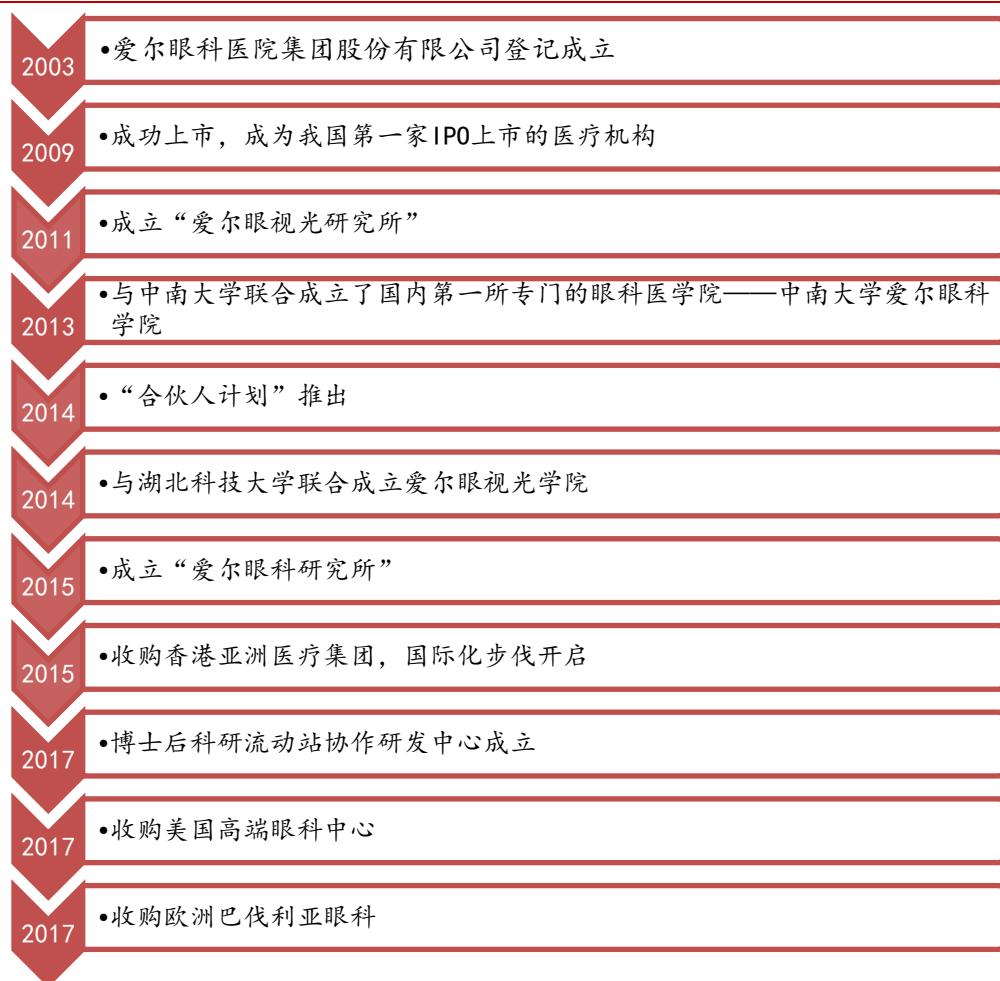 2003
•爱尔眼科医院集团股份有限公司登记成立
2009
•成功上市，成为我国第一家IPO上市的医疗机构
2011
•成立“爱尔眼视光研究所”
2013
•与中南大学联合成立了国内第一所专门的眼科医学院——中南大学爱尔眼科
学院
2014
•“合伙人计划”推出
2014
•与湖北科技大学联合成立爱尔眼视光学院
2015
•成立“爱尔眼科研究所”
2015
•收购香港亚洲医疗集团，国际化步伐开启
2017
•博士后科研流动站协作研发中心成立
2017
•收购美国高端眼科中心
2017
•收购欧洲巴伐利亚眼科